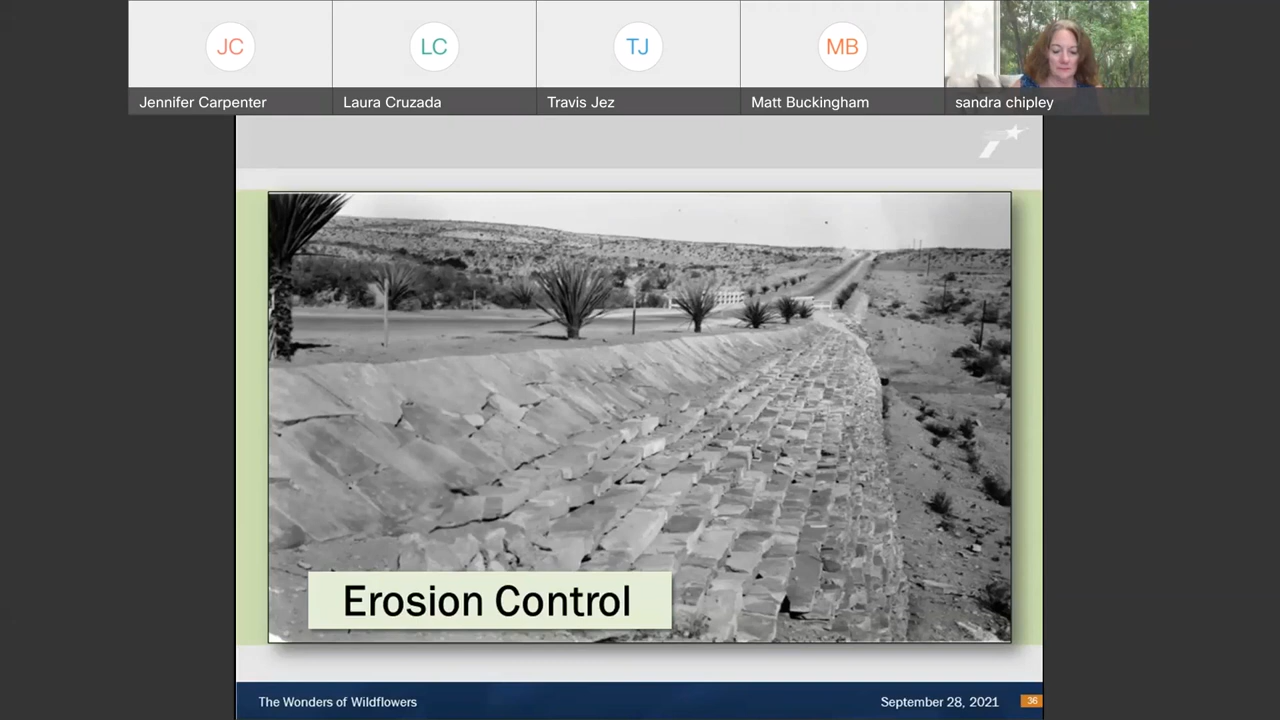 JC
LC
TJ
MB
Jennifer Carpenter
Laura Cruzada
Travis Jez
Matt Buckingham
sandra chipley
Erosion Control
The Wonders of Wildflowers
September 28, 2021
36